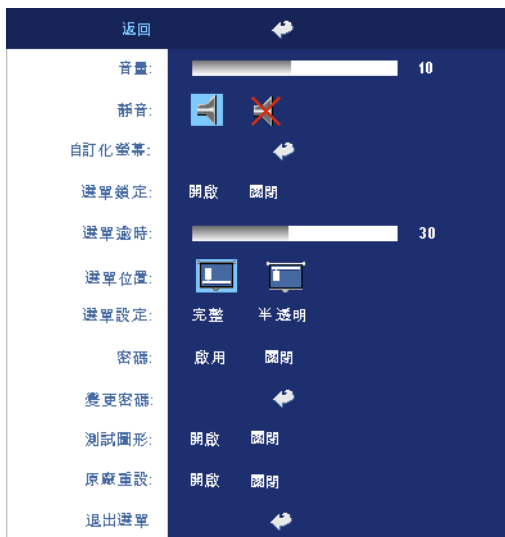 返回
音量: 10
靜音:
自訂化螢幕:
選單鎖定: 開啟 關閉
選單逾時: 30
選單位置:
選單設定: 完整 半透明
密碼: 啟用 關閉
變更密碼:
測試圖形: 開啟 關閉
原廠重設: 開啟 關閉
退出選單